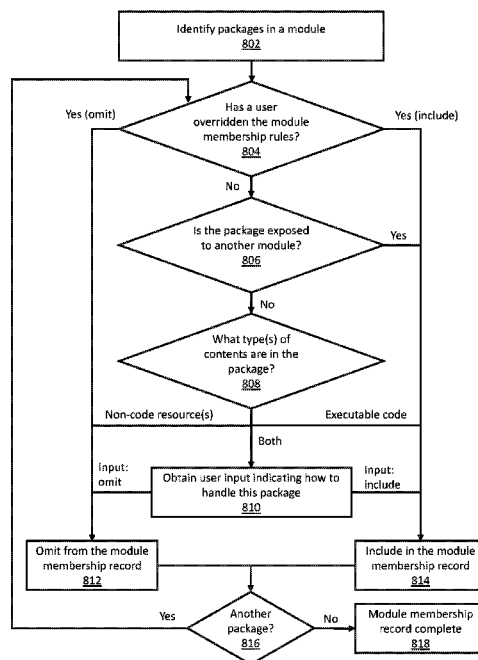 Identify packages in a module
802
Has a user
overridden the module
membership rules?
804
Yes (omit)
Yes (include)
No
Is the package exposed
to another module?
806
Yes
No
What type(s) of
contents are in the
package?
808
Non-code resource(s)
Executable code
Both
Input:
omit
Obtain user input indicating how to
handle this package
810
Input:
include
Omit from the module
membership record
812
Include in the module
membership record
814
Yes
Another
package?
816
No
Module membership
record complete
818